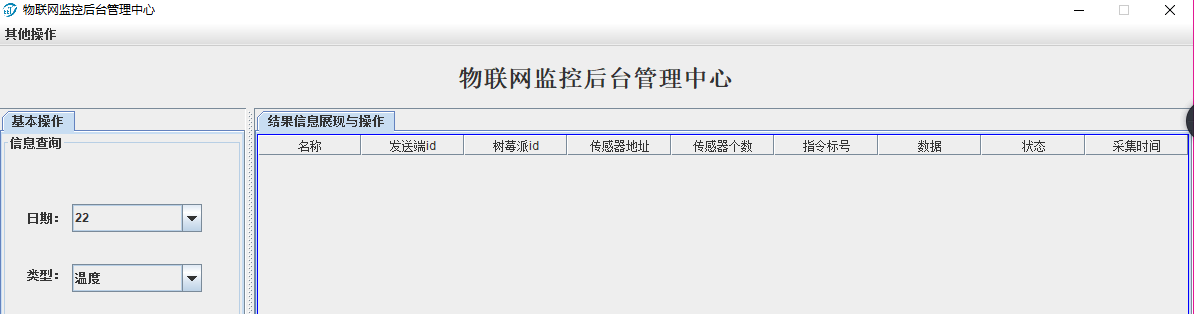 物联网监控后台管理中心
其他操作
物联网监控后台管理中心
基本操作
信息查询
日期：
22
类型：
温度
结果信息展现与操作
名称 发送端id 树莓派id 传感器地址 传感器个数 指令标号 数据 状态 采集时间